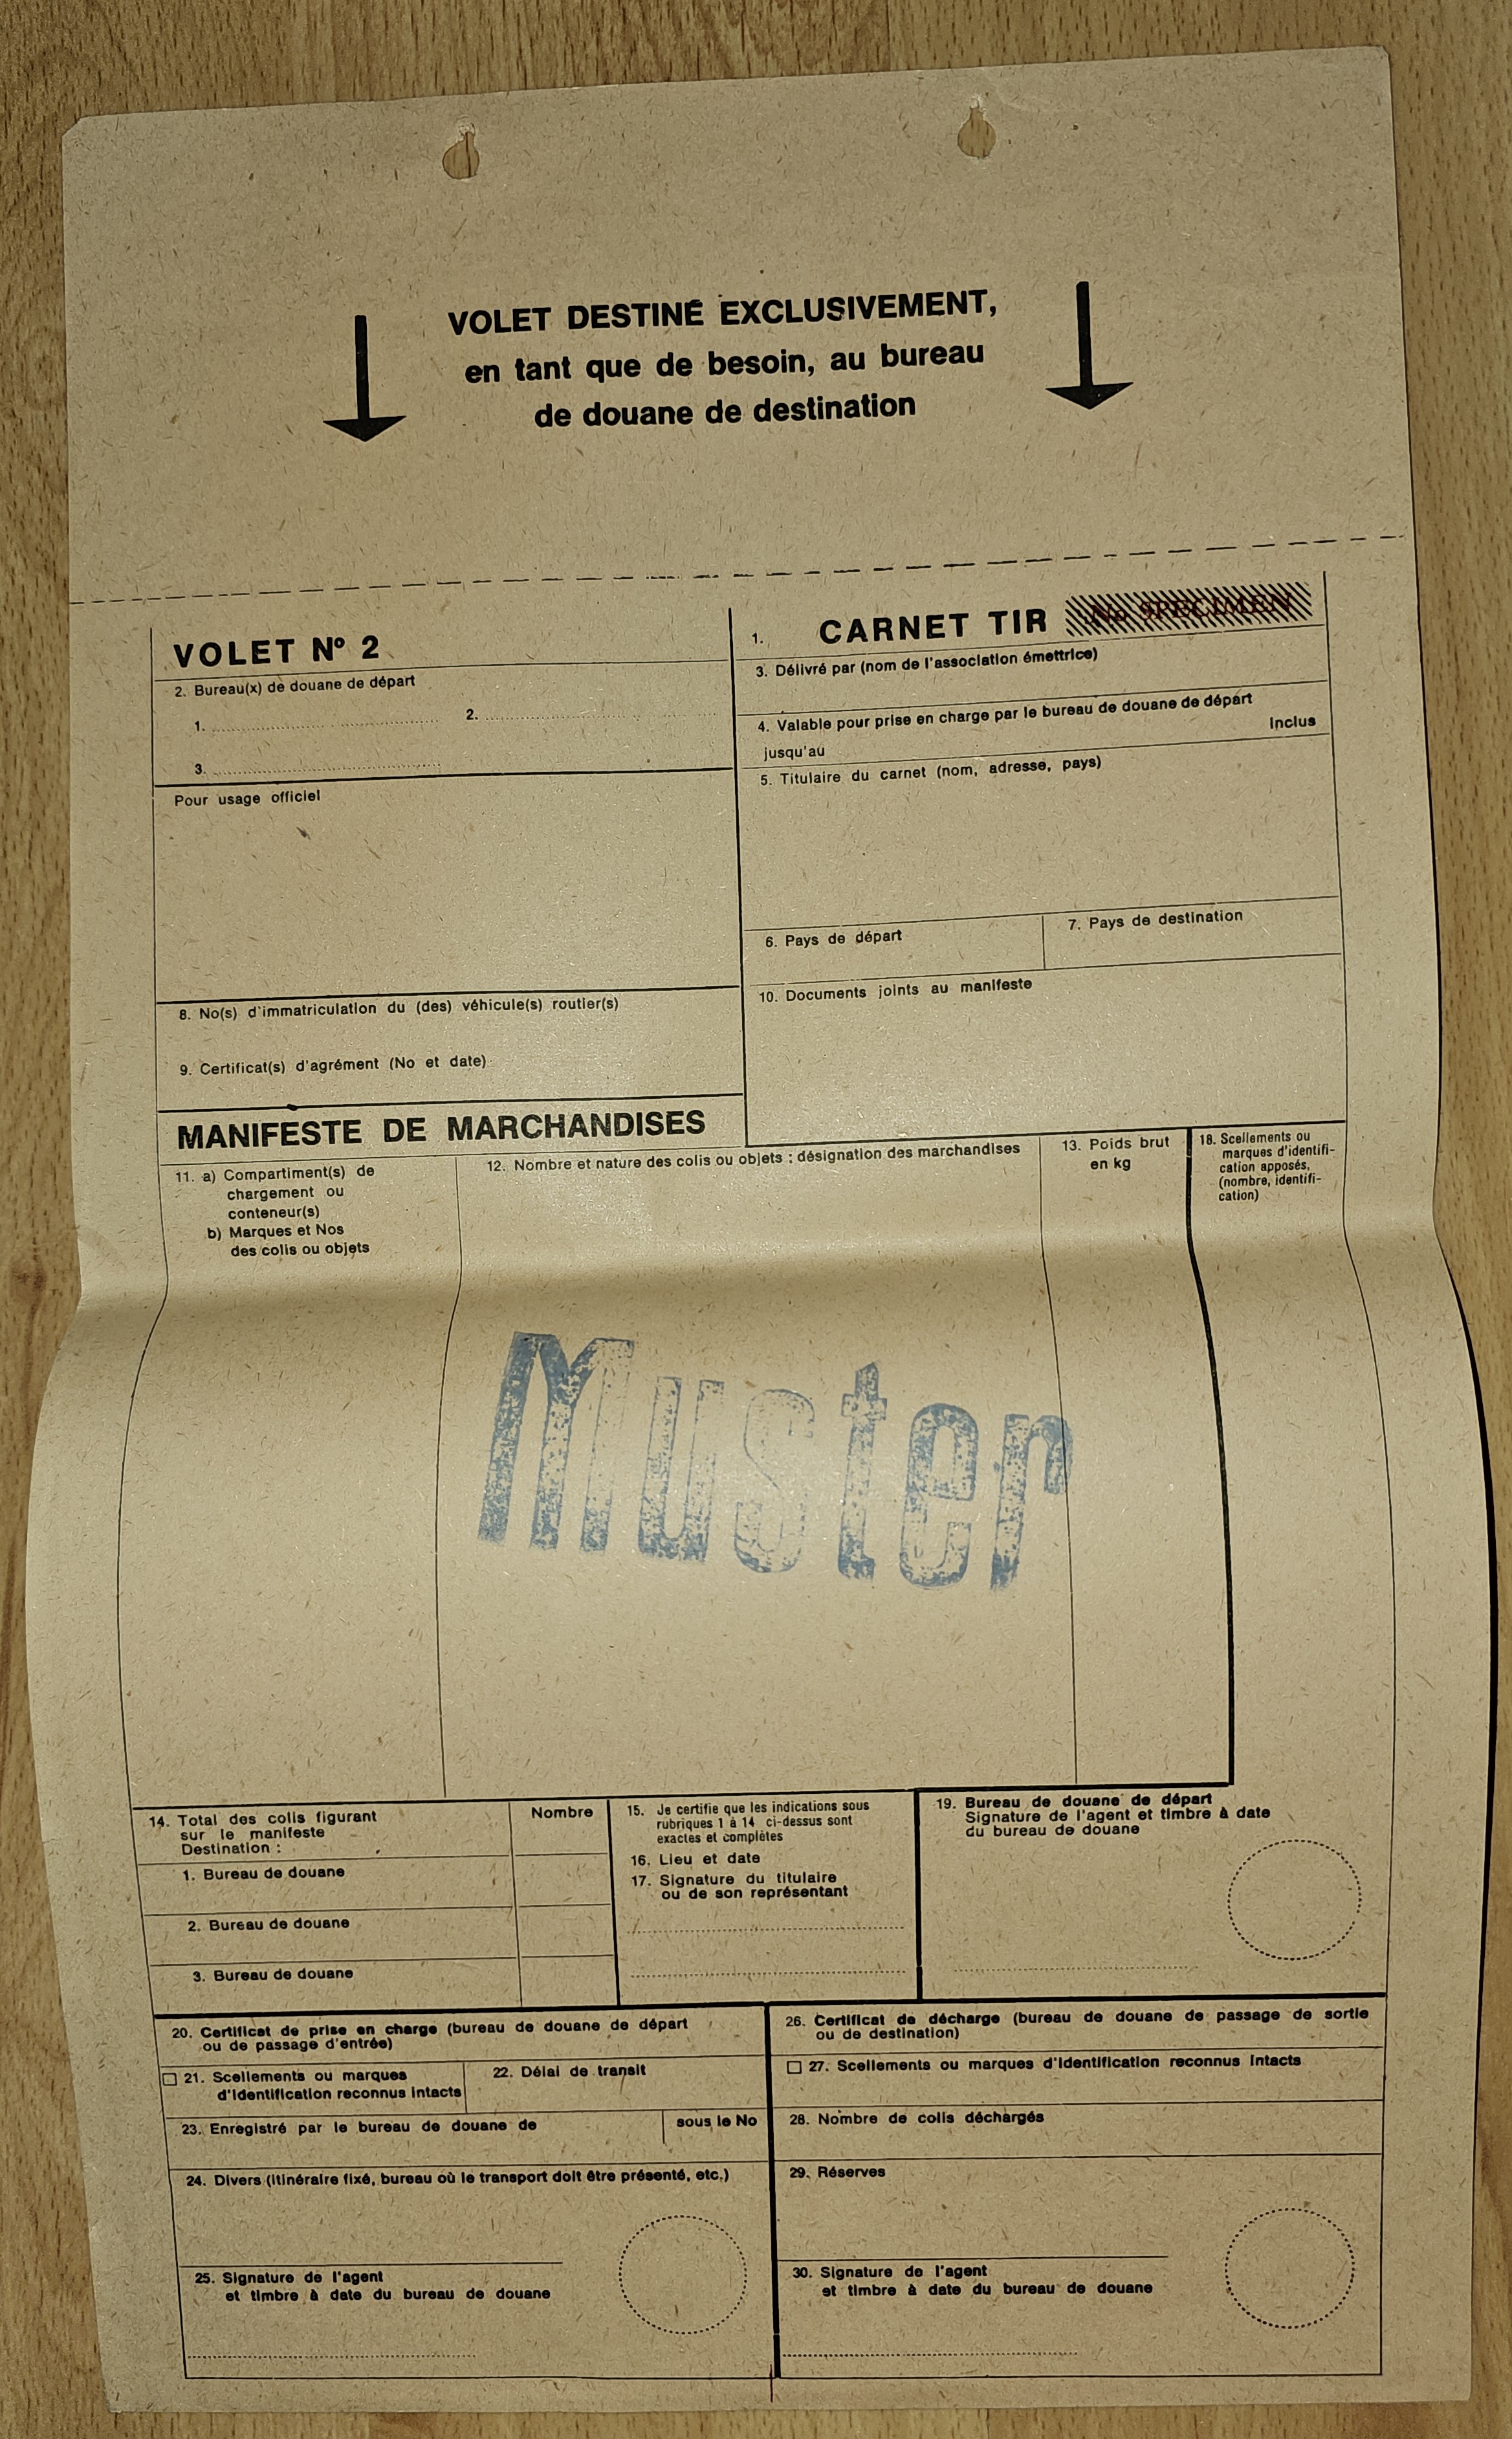 VOLET DESTINÉ EXCLUSIVEMENT,
en tant que de besoin, au bureau
de douane de destination
VOLET Nº 2
2. Bureau(x) de douane de départ
1. 2.
3.
Pour usage officiel
8. No(s) d'immatriculation du (des) véhicule(s) routier(s)
9. Certificat(s) d'agrément (No et date)
1. CARNET TIR No SPECIMEN
3. Délivré par (nom de l'association émettrice)
4. Valable pour prise en charge par le bureau de douane de départ
Inclus
jusqu'au
5. Titulaire du carnet (nom, adresse, pays)
6. Pays de départ
7. Pays de destination
10. Documents joints au manifeste
MANIFESTE DE MARCHANDISES
11. a) Compartiment(s) de
chargement ou
conteneur(s)
b) Marques et Nos
des colis ou objets
12. Nombre et nature des colis ou objets : désignation des marchandises
13. Poids brut
en kg
18. Scellements ou
marques d'identifi-
cation apposés,
(nombre, identifi-
cation)
Muster
14. Total des colis figurant
sur le manifeste
Destination :
Nombre
1. Bureau de douane
2. Bureau de douane
3. Bureau de douane
15. Je certifie que les indications sous
rubriques 1 à 14 ci-dessus sont
exactes et complètes
16. Lieu et date
17. Signature du titulaire
ou de son représentant
19. Bureau de douane de départ
Signature de l'agent et timbre à date
du bureau de douane
20. Certificat de prise en charge (bureau de douane de départ
ou de passage d'entrée)
21. Scellements ou marques
d'identification reconnus intacts
22. Délai de transit
23. Enregistré par le bureau de douane de
sous le No
24. Divers (itinéraire fixé, bureau où le transport doit être présenté, etc.)
25. Signature de l'agent
et timbre à date du bureau de douane
26. Certificat de décharge (bureau de douane de passage de sortie
ou de destination)
27. Scellements ou marques d'identification reconnus intacts
28. Nombre de colis déchargés
29. Réserves
30. Signature de l'agent
et timbre à date du bureau de douane